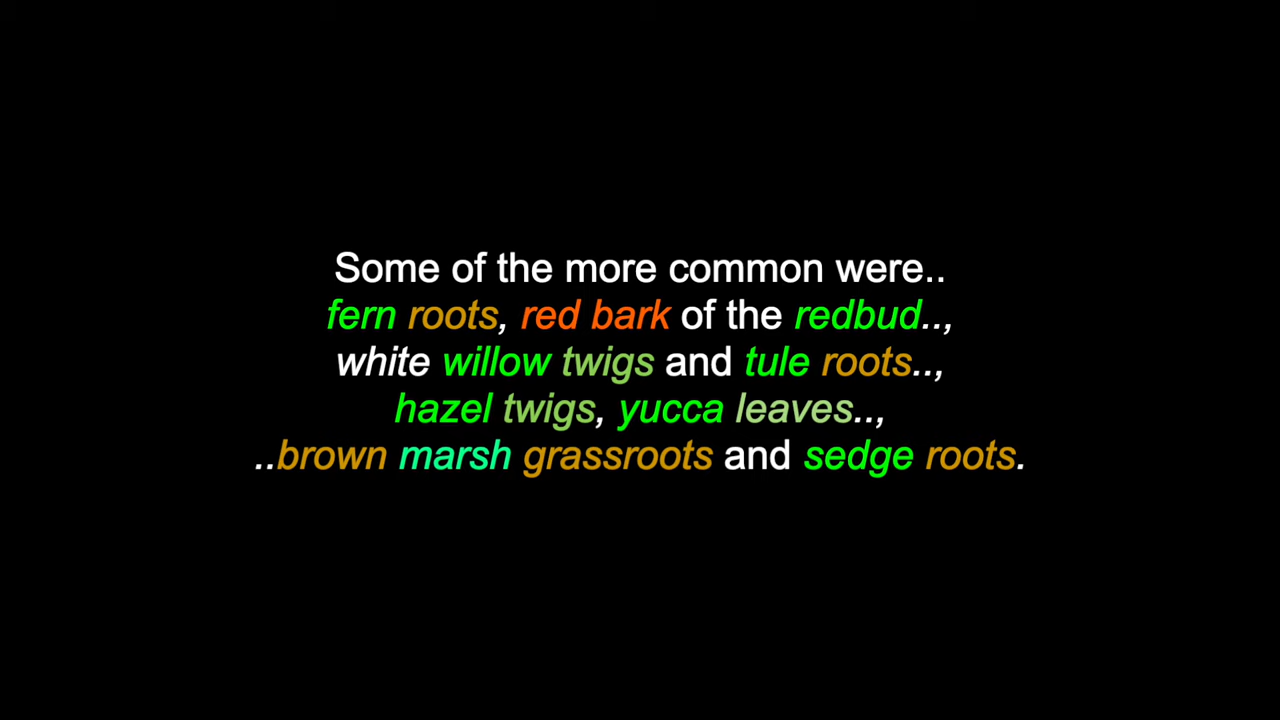 Some of the more common were..
fern roots, red bark of the redbud..,
white willow twigs and tule roots..,
hazel twigs, yucca leaves..,
..brown marsh grassroots and sedge roots.